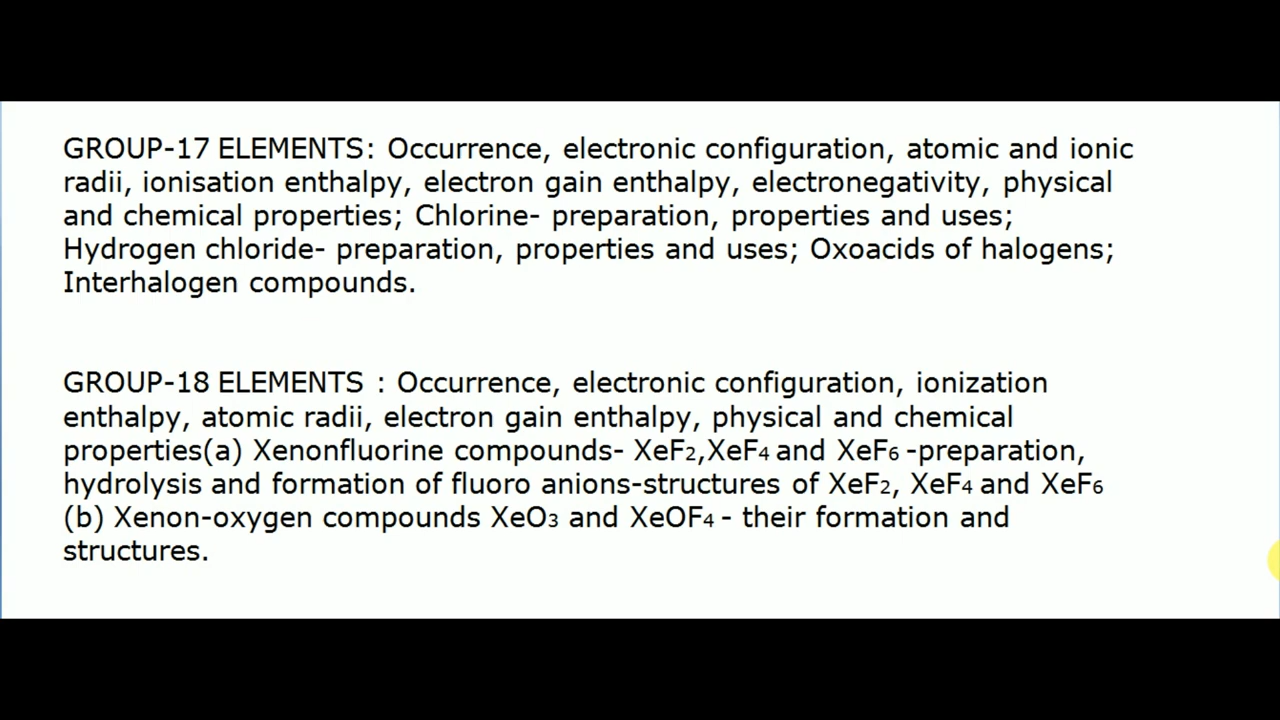 GROUP-17 ELEMENTS: Occurrence, electronic configuration, atomic and ionic
radii, ionisation enthalpy, electron gain enthalpy, electronegativity, physical
and chemical properties; Chlorine- preparation, properties and uses;
Hydrogen chloride- preparation, properties and uses; Oxoacids of halogens;
Interhalogen compounds.
GROUP-18 ELEMENTS : Occurrence, electronic configuration, ionization
enthalpy, atomic radii, electron gain enthalpy, physical and chemical
properties(a) Xenonfluorine compounds- XeF₂,XeF₄ and XeF₆ -preparation,
hydrolysis and formation of fluoro anions-structures of XeF₂, XeF₄ and XeF₆
(b) Xenon-oxygen compounds XeO₃ and XeOF₄ - their formation and
structures.